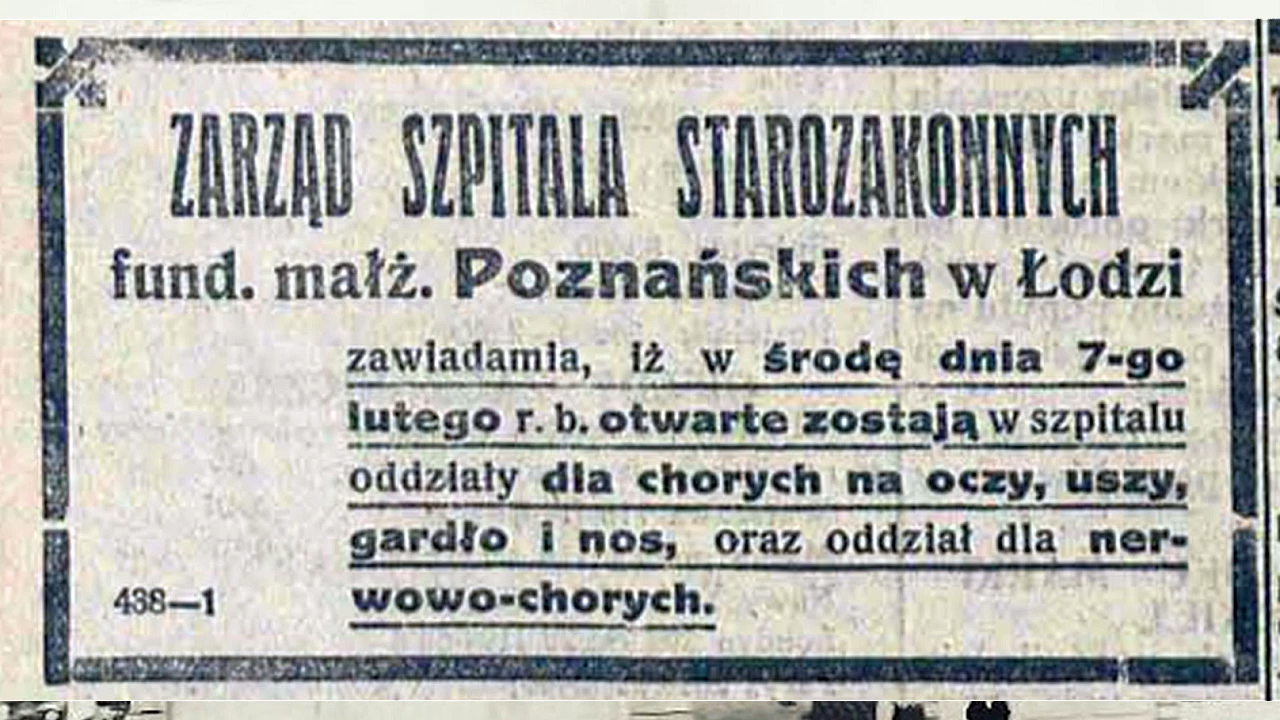 ZARZĄD SZPITALA STAROZAKONNYCH
fund. małż. Poznańskich w Łodzi
zawiadamia, iż w środę dnia 7-go
lutego r. b. otwarte zostają w szpitalu
oddziały dla chorych na oczy, uszy,
gardło i nos, oraz oddział dla ner-
wowo-chorych.
438—1